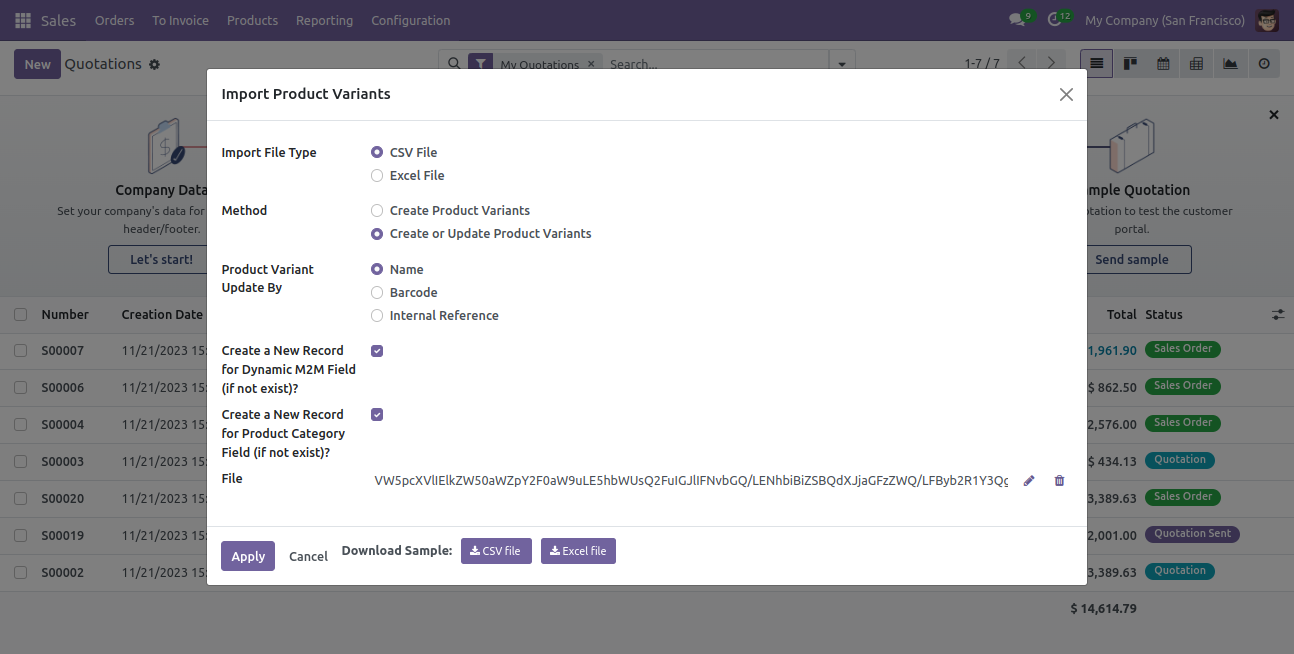 Sales Orders To Invoice Products Reporting Configuration 9 12 My Company (San Francisco)
New Quotations My Quotations × Search... 1-7 / 7
Import Product Variants
Import File Type
CSV File
Excel File
Method
Create Product Variants
Create or Update Product Variants
Product Variant
Update By
Name
Barcode
Internal Reference
Create a New Record
for Dynamic M2M Field
(if not exist)?
Create a New Record
for Product Category
Field (if not exist)?
File
Apply Cancel Download Sample: CSV file Excel file
Company Data
Set your company's data for
header/footer.
Let's start!
mple Quotation
otation to test the customer
portal.
Send sample
Number Creation Date Total Status
S00007 11/21/2023 15: 1,961.90 Sales Order
S00006 11/21/2023 15: $ 862.50 Sales Order
S00004 11/21/2023 15: 2,576.00 Sales Order
S00003 11/21/2023 15: $ 434.13 Quotation
S00020 11/21/2023 15: 3,389.63 Sales Order
S00019 11/21/2023 15: 2,001.00 Quotation Sent
S00002 11/21/2023 15: 3,389.63 Quotation
$ 14,614.79